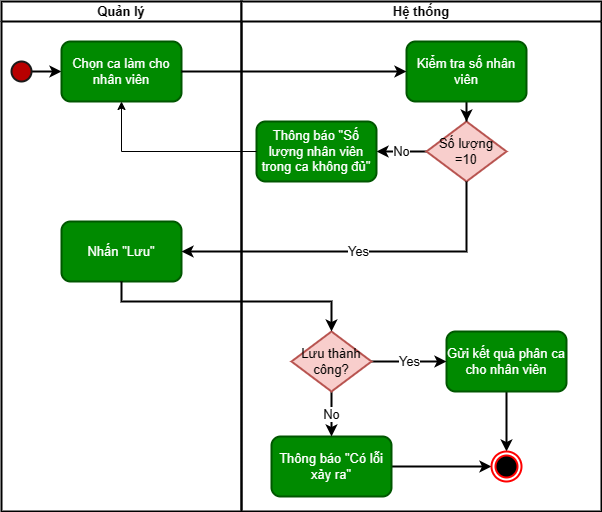 Quản lý
Hệ thống
Chọn ca làm cho
nhân viên
Kiểm tra số nhân
viên
Số lượng
=10
No
Thông báo "Số
lượng nhân viên
trong ca không đủ"
Yes
Nhấn "Lưu"
Lưu thành
công?
Yes
Gửi kết quả phân ca
cho nhân viên
No
Thông báo "Có lỗi
xảy ra"